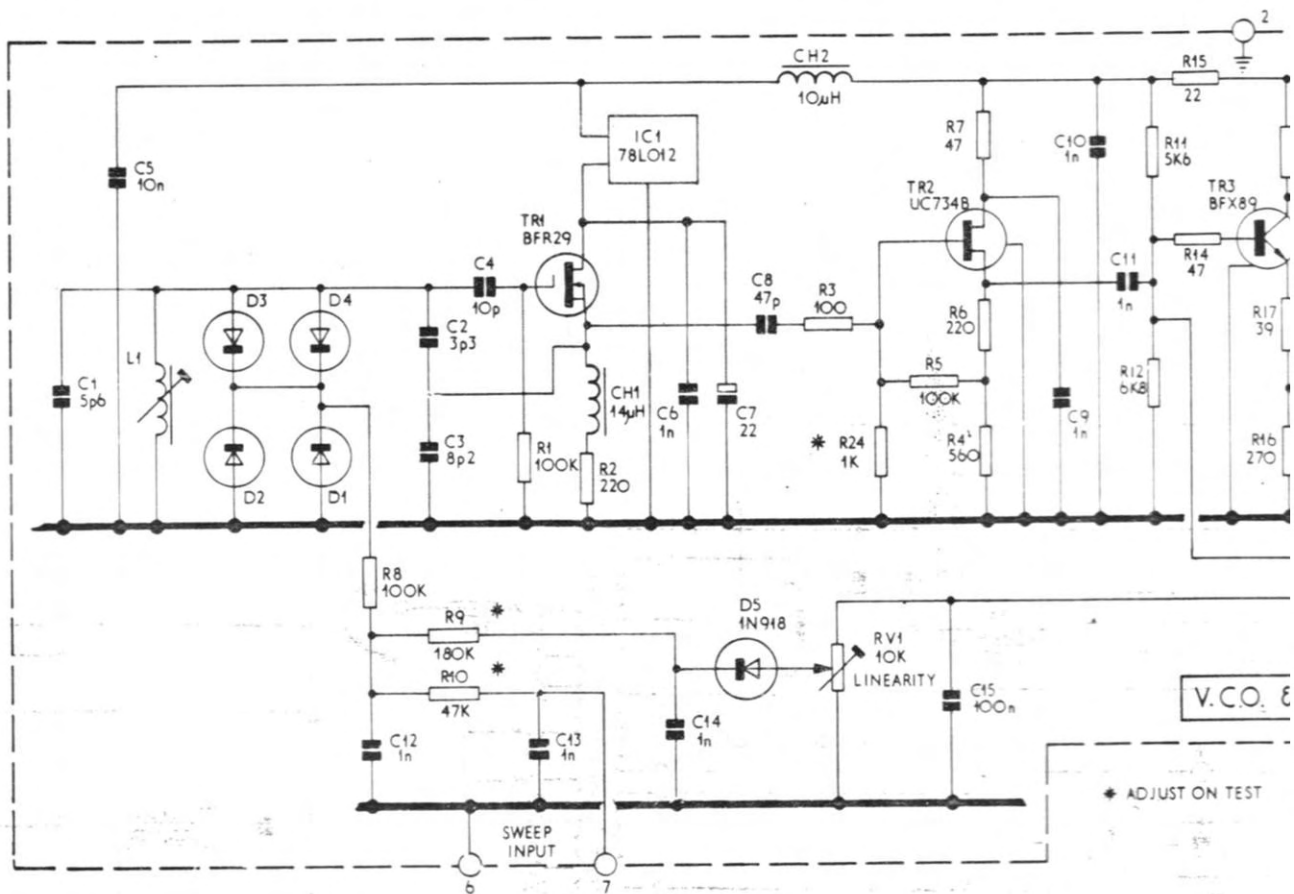 2
CH2
10µH
R15
22
IC1
78L012
R7
47
C10
1n
R11
5K6
C5
10n
TR1
BFR29
TR2
UC734B
TR3
BFX89
C4
10p
C8
47p
R3
100
C11
1n
R14
47
D3
D4
C2
3p3
R6
220
R17
39
L1
C1
5p6
CH1
14µH
C6
1n
C7
22
R5
100K
R12
6K8
C9
1n
C3
8p2
R1
100K
R2
220
*
R24
1K
R4
560
R16
270
D2
D1
R8
100K
R9
*
180K
R10
*
47K
D5
1N918
RV1
10K
LINEARITY
C15
100n
V.C.O. &
C12
1n
C13
1n
C14
1n
* ADJUST ON TEST
SWEEP
INPUT
6
7